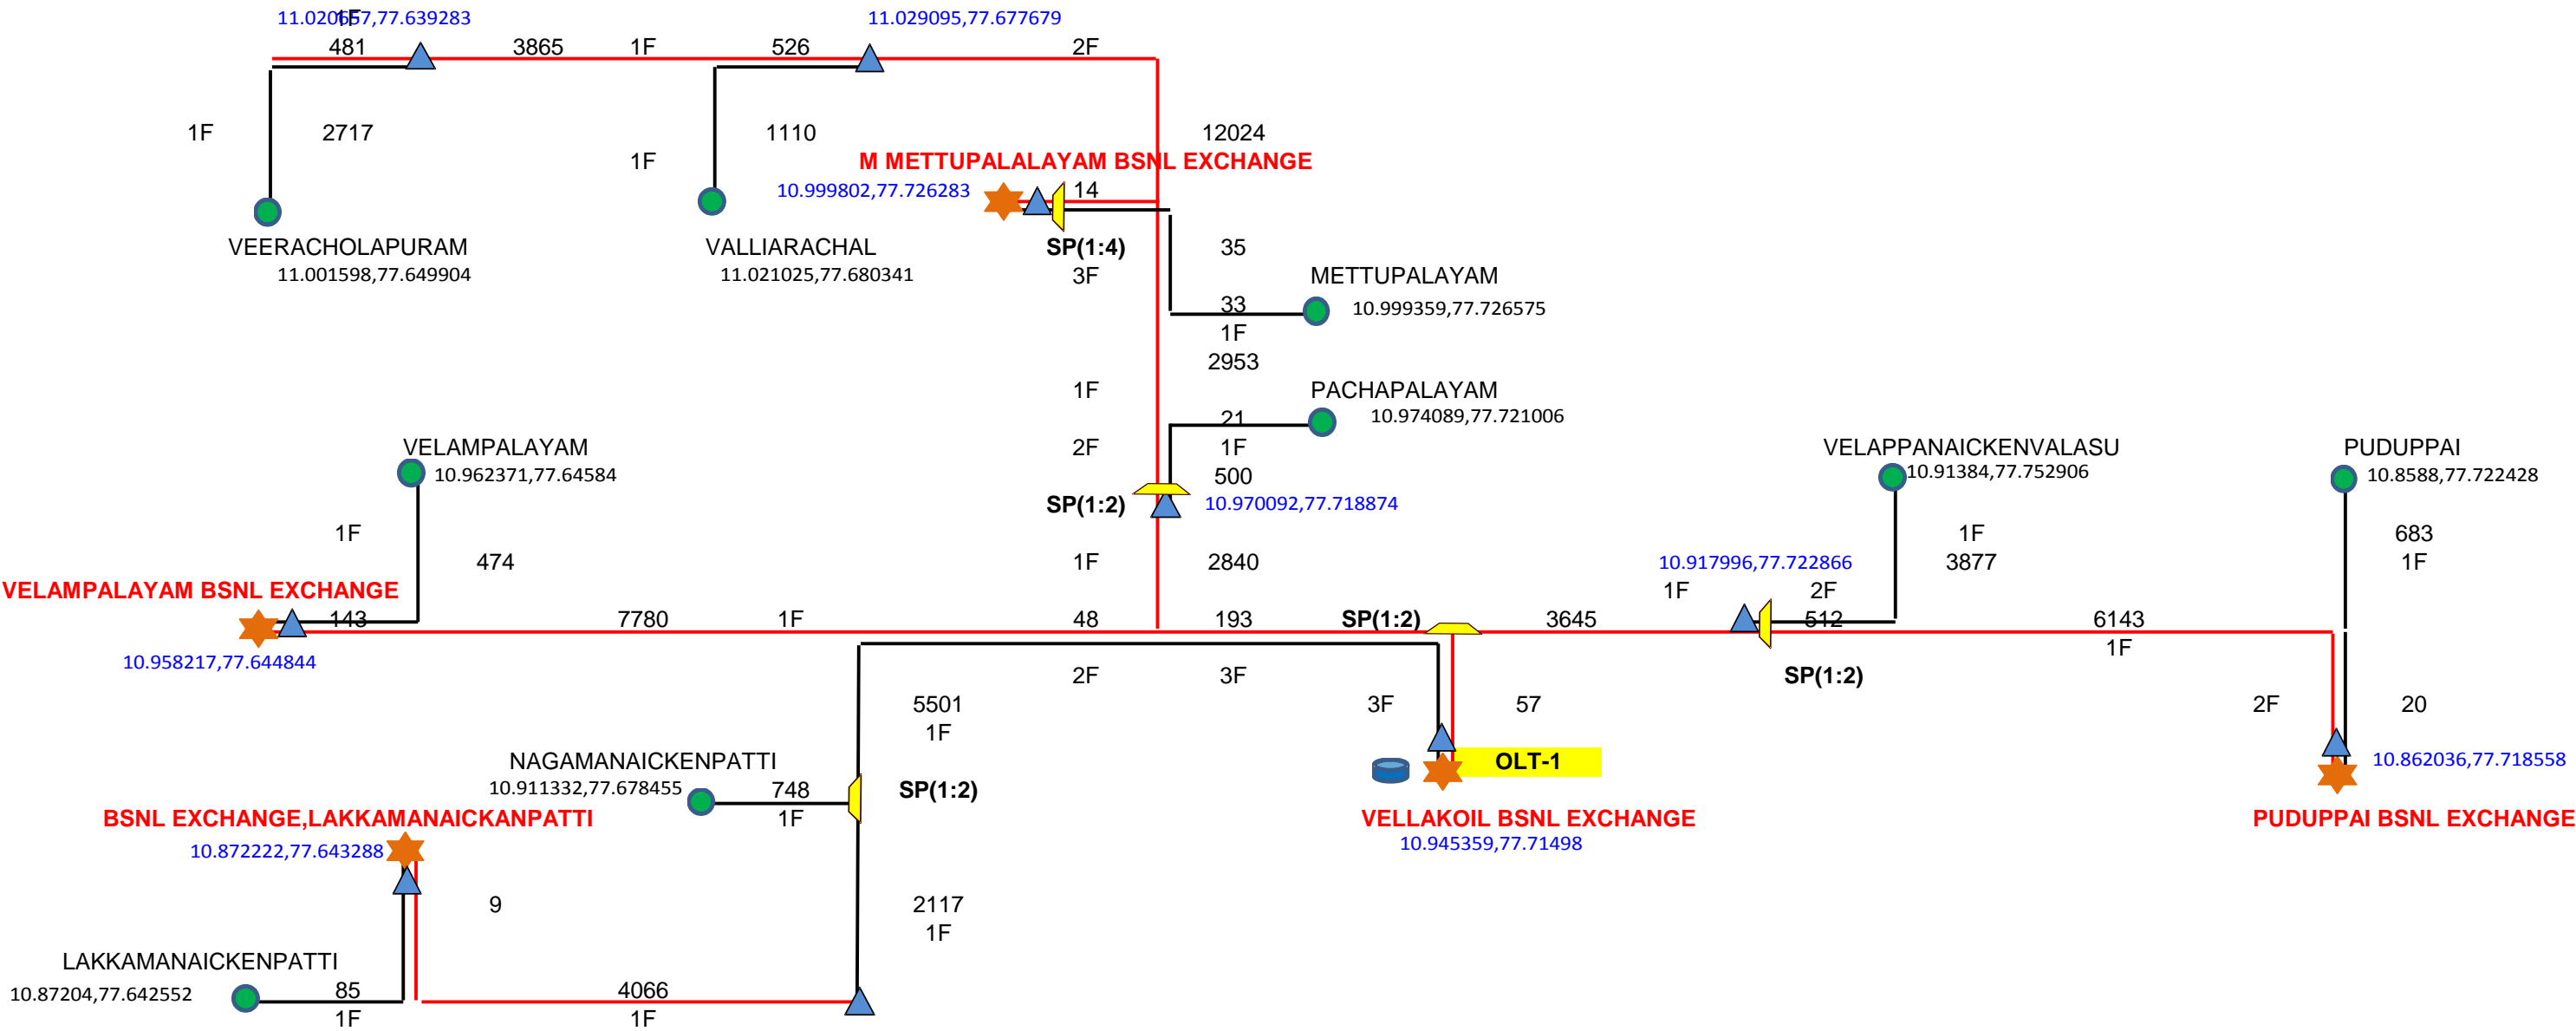 11.020657,77.639283
1F
11.029095,77.677679
481
3865
1F
526
2F
1F
2717
1110
12024
1F
M METTUPALALAYAM BSNL EXCHANGE
10.999802,77.726283
14
VEERACHOLAPURAM
VALLIARACHAL
SP(1:4)
35
11.001598,77.649904
11.021025,77.680341
3F
METTUPALAYAM
33
10.999359,77.726575
1F
2953
1F
PACHAPALAYAM
21
10.974089,77.721006
VELAMPALAYAM
2F
1F
VELAPPANAICKENVALASU
PUDUPPAI
10.962371,77.64584
500
10.91384,77.752906
10.8588,77.722428
SP(1:2)
10.970092,77.718874
1F
1F
683
474
1F
2840
10.917996,77.722866
3877
1F
VELAMPALAYAM BSNL EXCHANGE
1F
2F
143
7780
1F
48
193
SP(1:2)
3645
512
6143
1F
10.958217,77.644844
2F
3F
SP(1:2)
5501
3F
57
2F
20
1F
NAGAMANAICKENPATTI
OLT-1
10.862036,77.718558
10.911332,77.678455
748
SP(1:2)
1F
BSNL EXCHANGE,LAKKAMANAICKANPATTI
VELLAKOIL BSNL EXCHANGE
PUDUPPAI BSNL EXCHANGE
10.872222,77.643288
10.945359,77.71498
9
2117
1F
LAKKAMANAICKENPATTI
10.87204,77.642552
85
4066
1F
1F